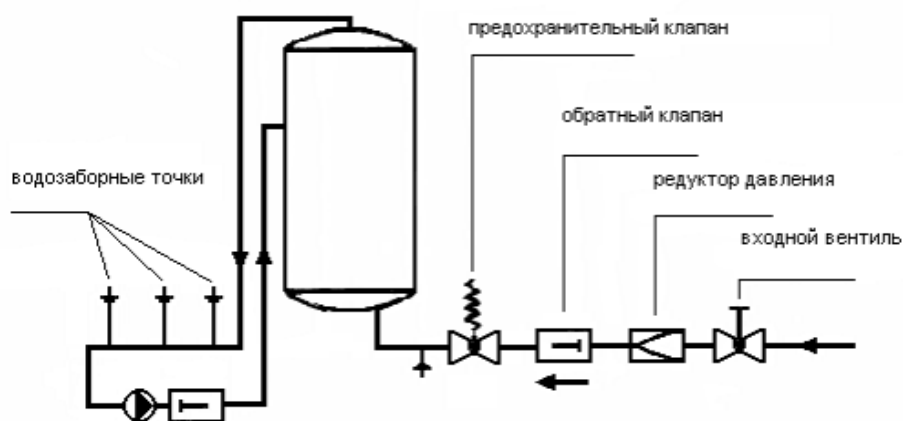 предохранительный клапан
обратный клапан
водозаборные точки
редуктор давления
входной вентиль